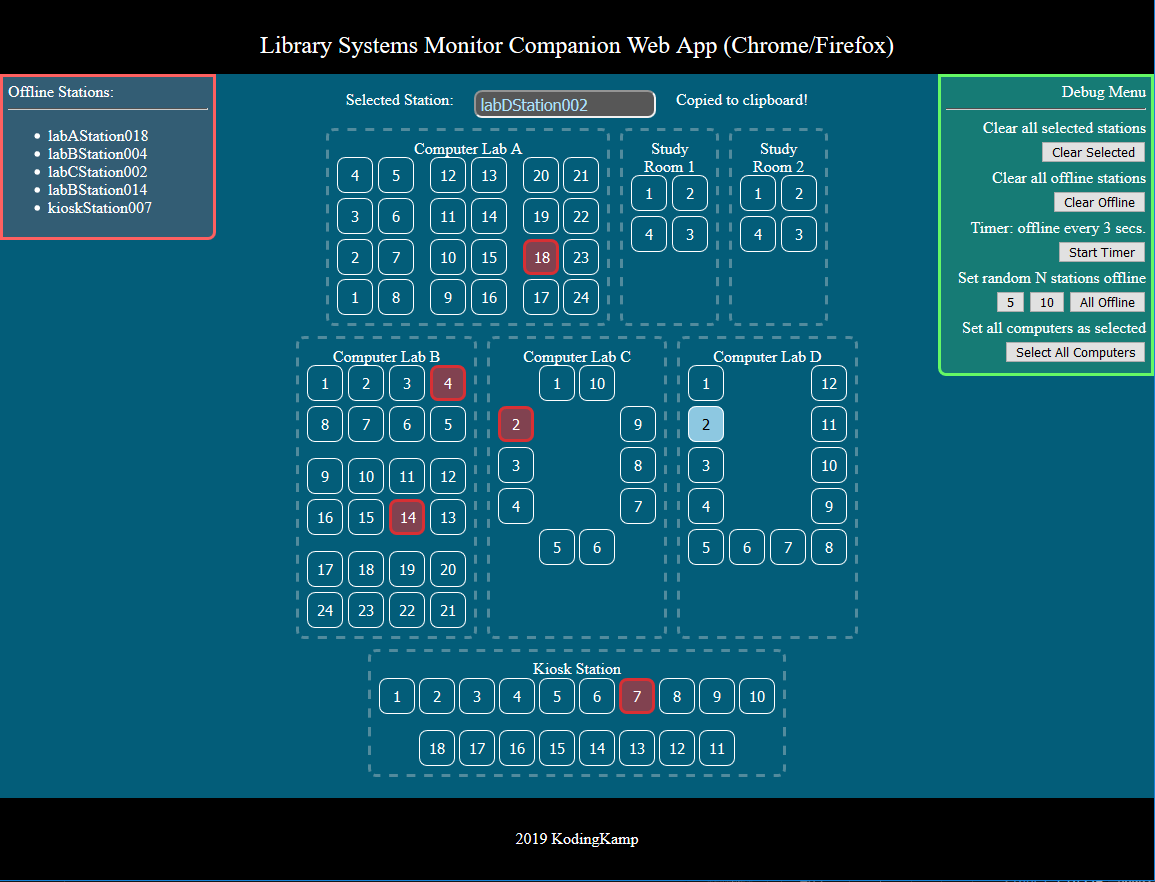 Library Systems Monitor Companion Web App (Chrome/Firefox)
Offline Stations:
labAStation018
labBStation004
labCStation002
labBStation014
kioskStation007
Selected Station: labDStation002 Copied to clipboard!
Computer Lab A
4 5 12 13 20 21
3 6 11 14 19 22
2 7 10 15 18 23
1 8 9 16 17 24
Study
Room 1
1 2
4 3
Study
Room 2
1 2
4 3
Computer Lab B
1 2 3 4
8 7 6 5
9 10 11 12
16 15 14 13
17 18 19 20
24 23 22 21
Computer Lab C
1 10
2 9
3 8
4 7
5 6
Computer Lab D
1 12
2 11
3 10
4 9
5 6 7 8
Kiosk Station
1 2 3 4 5 6 7 8 9 10
18 17 16 15 14 13 12 11
Debug Menu
Clear all selected stations
Clear Selected
Clear all offline stations
Clear Offline
Timer: offline every 3 secs.
Start Timer
Set random N stations offline
5 10 All Offline
Set all computers as selected
Select All Computers
2019 KodingKamp